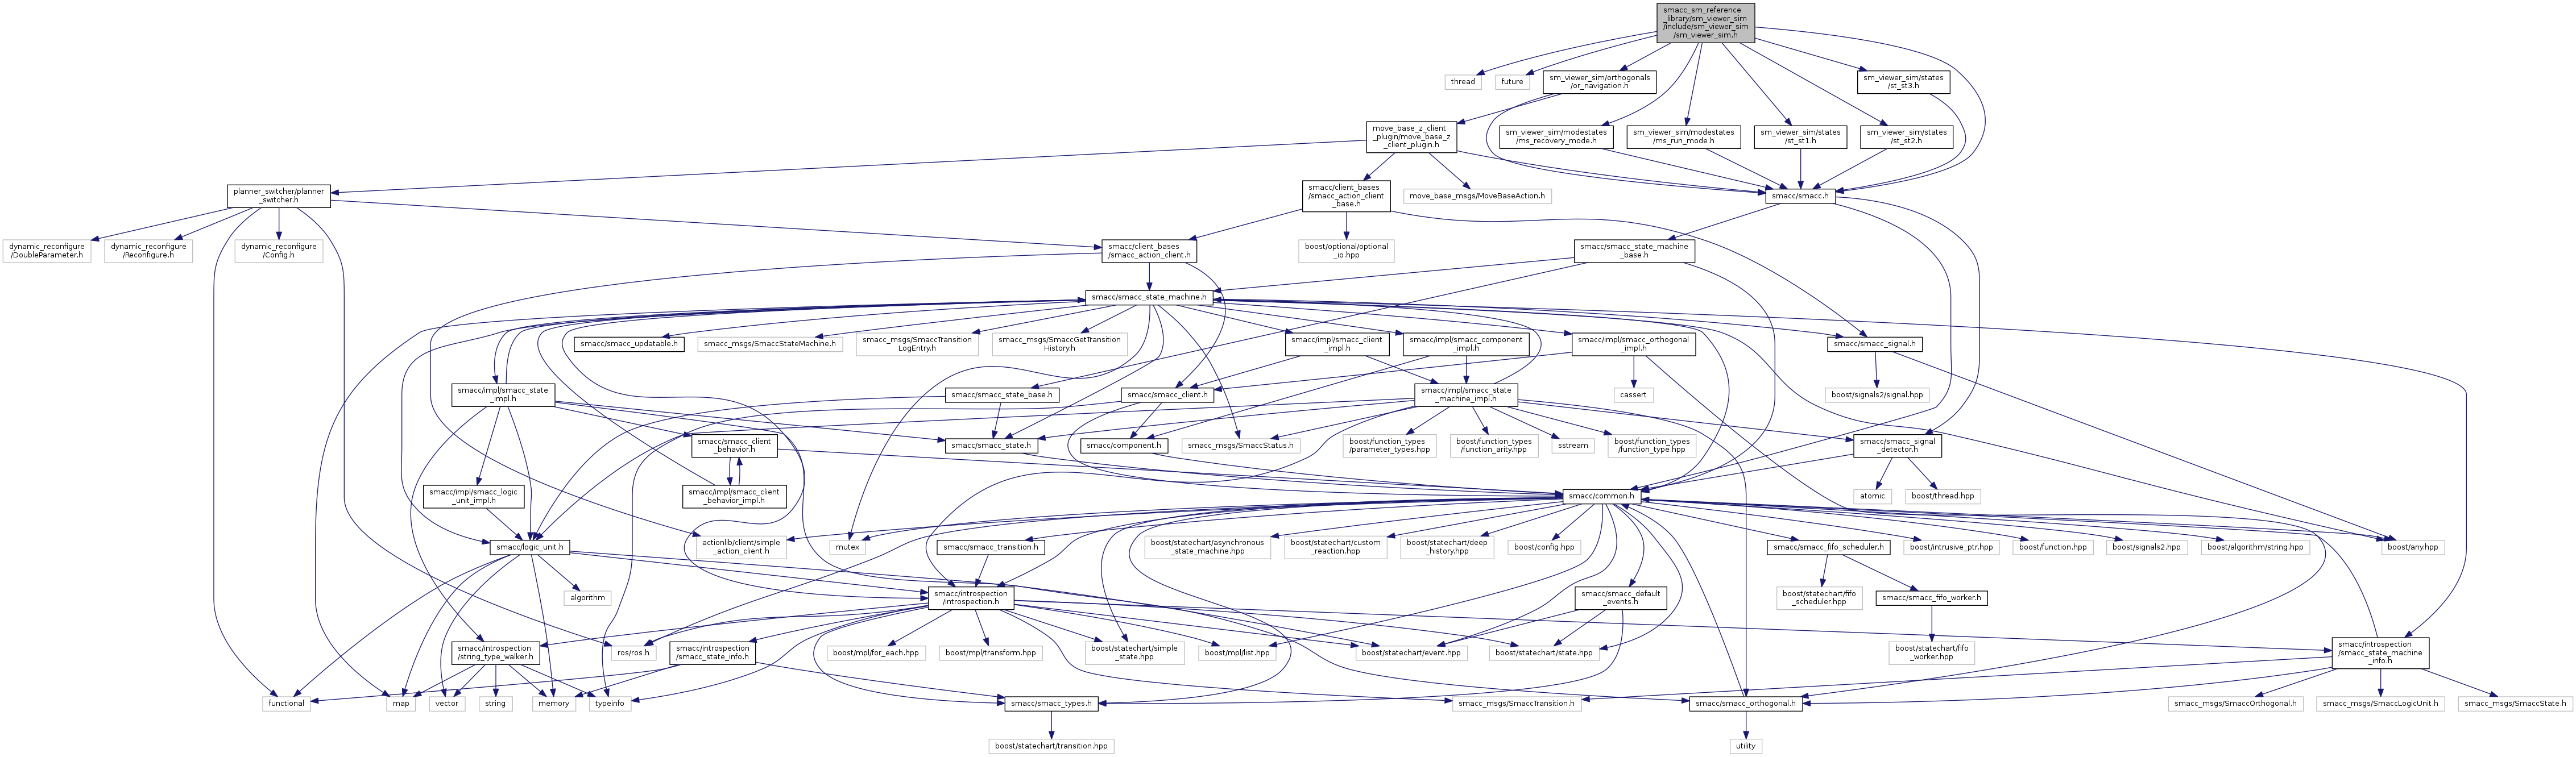 smacc_sm_reference
_library/sm_viewer_sim
/include/sm_viewer_sim
/sm_viewer_sim.h
thread
future
sm_viewer_sim/orthogonals
/or_navigation.h
sm_viewer_sim/states
/st_st3.h
move_base_z_client
_plugin/move_base_z
_client_plugin.h
sm_viewer_sim/modestates
/ms_recovery_mode.h
sm_viewer_sim/modestates
/ms_run_mode.h
sm_viewer_sim/states
/st_st1.h
sm_viewer_sim/states
/st_st2.h
planner_switcher/planner
_switcher.h
smacc/client_bases
/smacc_action_client
_base.h
move_base_msgs/MoveBaseAction.h
smacc/smacc.h
dynamic_reconfigure
/DoubleParameter.h
dynamic_reconfigure
/Reconfigure.h
dynamic_reconfigure
/Config.h
smacc/client_bases
/smacc_action_client.h
boost/optional/optional
_io.hpp
smacc/smacc_state_machine
_base.h
smacc/smacc_state_machine.h
smacc/smacc_updatable.h
smacc_msgs/SmaccStateMachine.h
smacc_msgs/SmaccTransition
LogEntry.h
smacc_msgs/SmaccGetTransition
History.h
smacc/impl/smacc_client
_impl.h
smacc/impl/smacc_component
_impl.h
smacc/impl/smacc_orthogonal
_impl.h
smacc/smacc_signal.h
smacc/impl/smacc_state
_impl.h
smacc/smacc_state_base.h
smacc/smacc_client.h
smacc/impl/smacc_state
_machine_impl.h
cassert
boost/signals2/signal.hpp
smacc/smacc_client
_behavior.h
smacc/smacc_state.h
smacc/component.h
smacc_msgs/SmaccStatus.h
boost/function_types
/parameter_types.hpp
boost/function_types
/function_arity.hpp
sstream
boost/function_types
/function_type.hpp
smacc/smacc_signal
_detector.h
smacc/impl/smacc_logic
_unit_impl.h
smacc/impl/smacc_client
_behavior_impl.h
smacc/common.h
atomic
boost/thread.hpp
smacc/logic_unit.h
actionlib/client/simple
_action_client.h
mutex
smacc/smacc_transition.h
boost/statechart/asynchronous
_state_machine.hpp
boost/statechart/custom
_reaction.hpp
boost/statechart/deep
_history.hpp
boost/config.hpp
smacc/smacc_fifo_scheduler.h
boost/intrusive_ptr.hpp
boost/function.hpp
boost/signals2.hpp
boost/algorithm/string.hpp
boost/any.hpp
algorithm
smacc/introspection
/introspection.h
smacc/smacc_default
_events.h
boost/statechart/fifo
_scheduler.hpp
smacc/smacc_fifo_worker.h
smacc/introspection
/string_type_walker.h
ros/ros.h
smacc/introspection
/smacc_state_info.h
boost/mpl/for_each.hpp
boost/mpl/transform.hpp
boost/statechart/simple
_state.hpp
boost/mpl/list.hpp
boost/statechart/event.hpp
boost/statechart/state.hpp
boost/statechart/fifo
_worker.hpp
smacc/introspection
/smacc_state_machine
_info.h
functional
map
vector
string
memory
typeinfo
smacc/smacc_types.h
smacc_msgs/SmaccTransition.h
smacc/smacc_orthogonal.h
smacc_msgs/SmaccOrthogonal.h
smacc_msgs/SmaccLogicUnit.h
smacc_msgs/SmaccState.h
boost/statechart/transition.hpp
utility